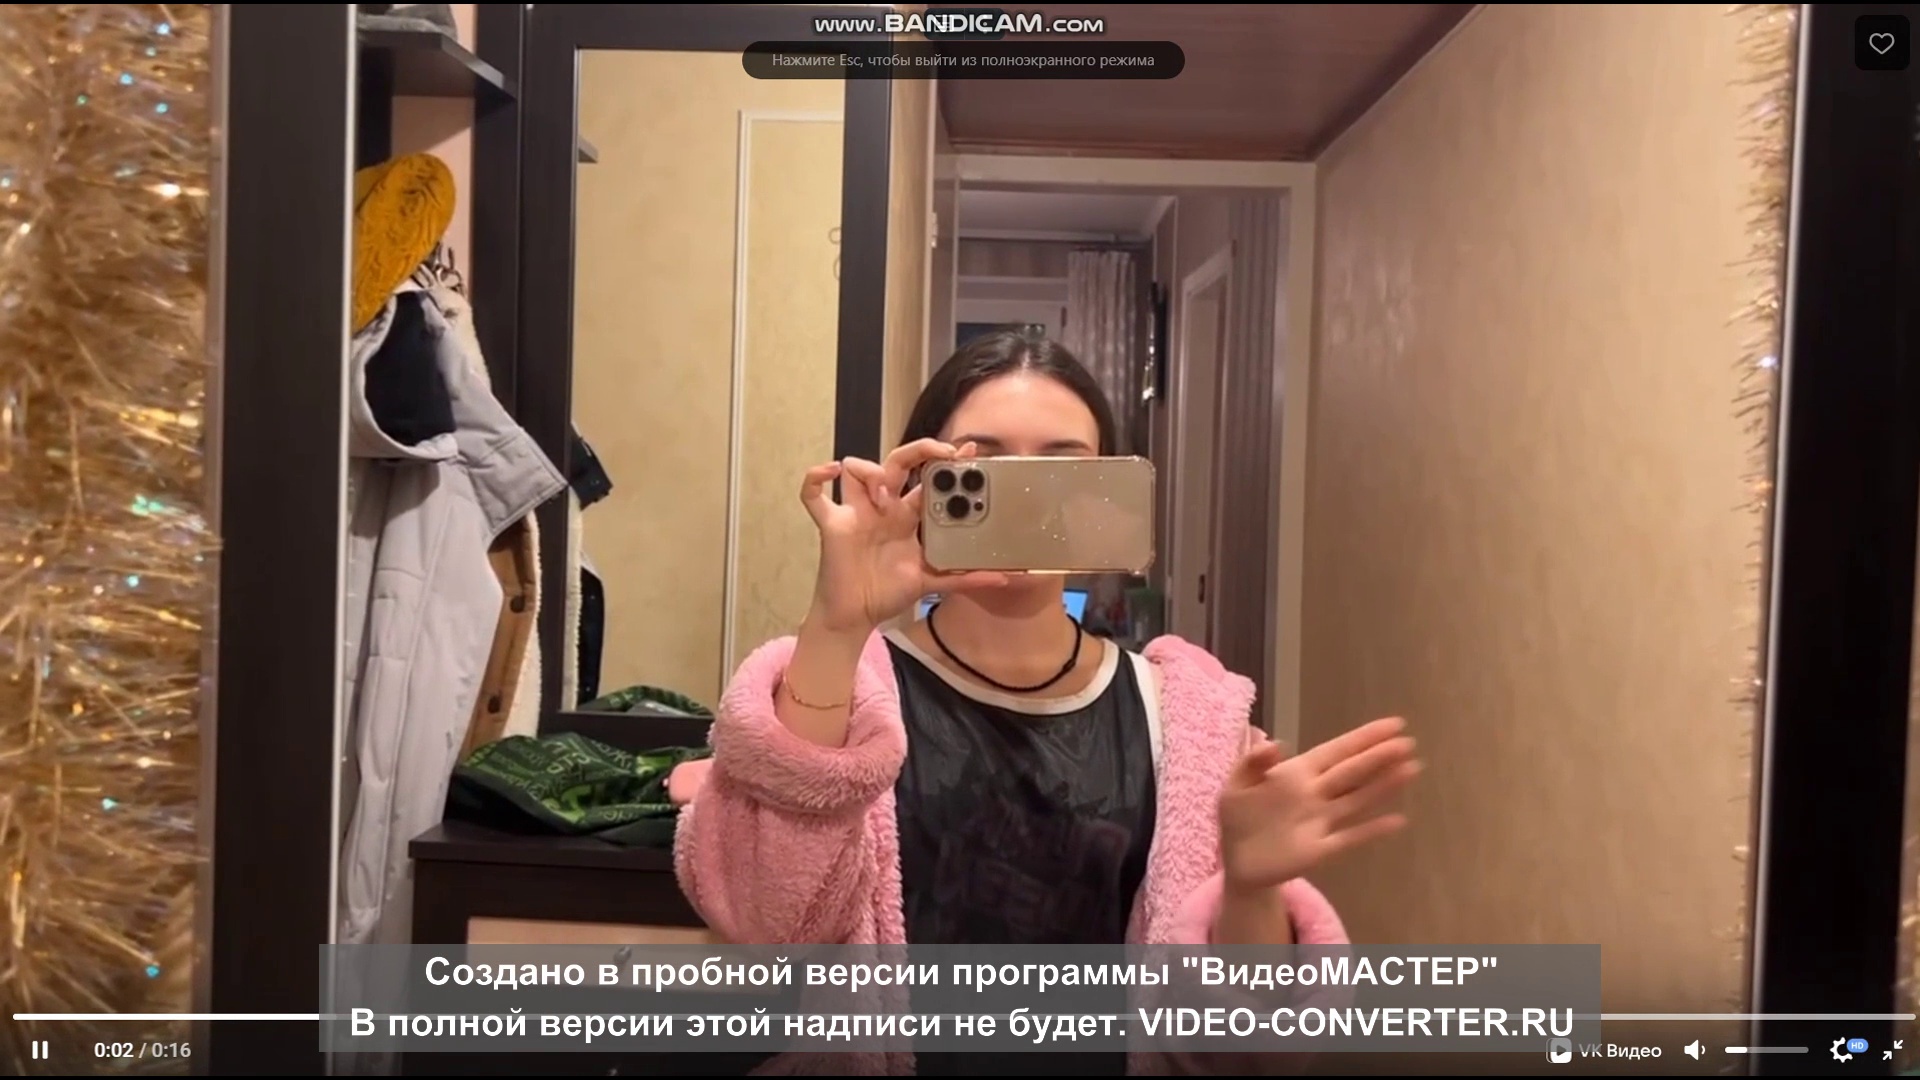 www.BANDICAM.com
Нажмите Esc, чтобы выйти из полноэкранного режима
Создано в пробной версии программы "ВидеоМАСТЕР"
В полной версии этой надписи не будет. VIDEO-CONVERTER.RU
0:02 / 0:16
VK Видео
HD